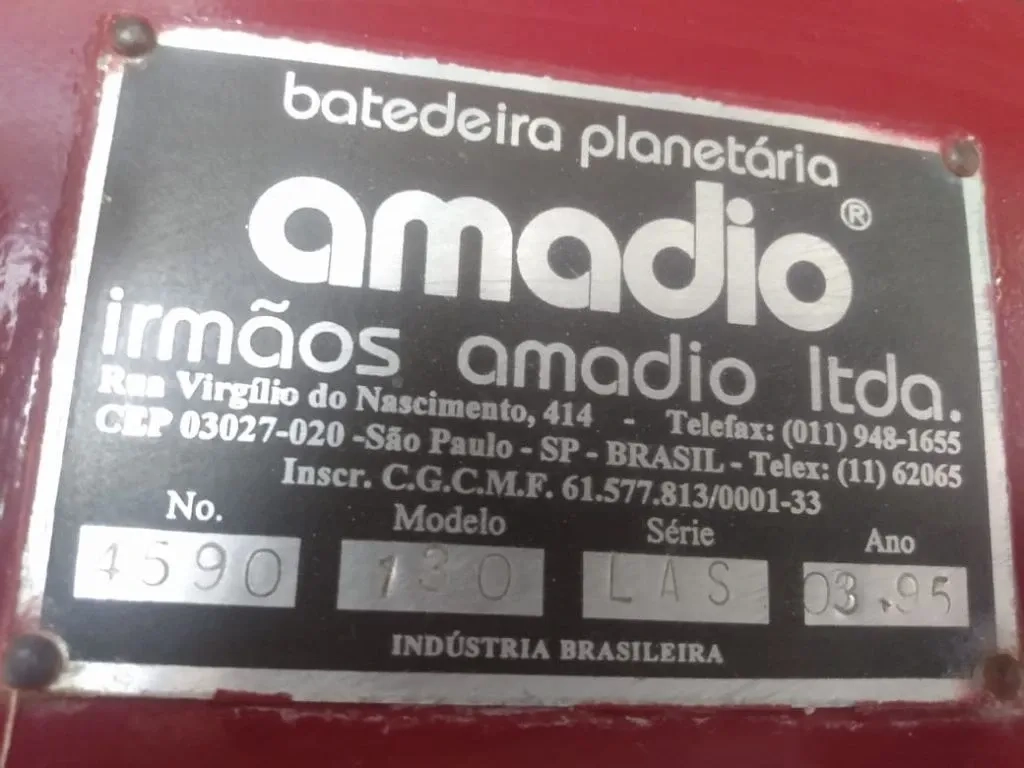 batedeira planetária
amadio®
irmãos amadio ltda.
Rua Virgílio do Nascimento, 414 - Telefax: (011) 948-1655
CEP 03027-020 -São Paulo - SP - BRASIL - Telex: (11) 62065
Inscr. C.G.C.M.F. 61.577.813/0001-33
No. Modelo Série Ano
4590 130 LAS 03.95
INDÚSTRIA BRASILEIRA